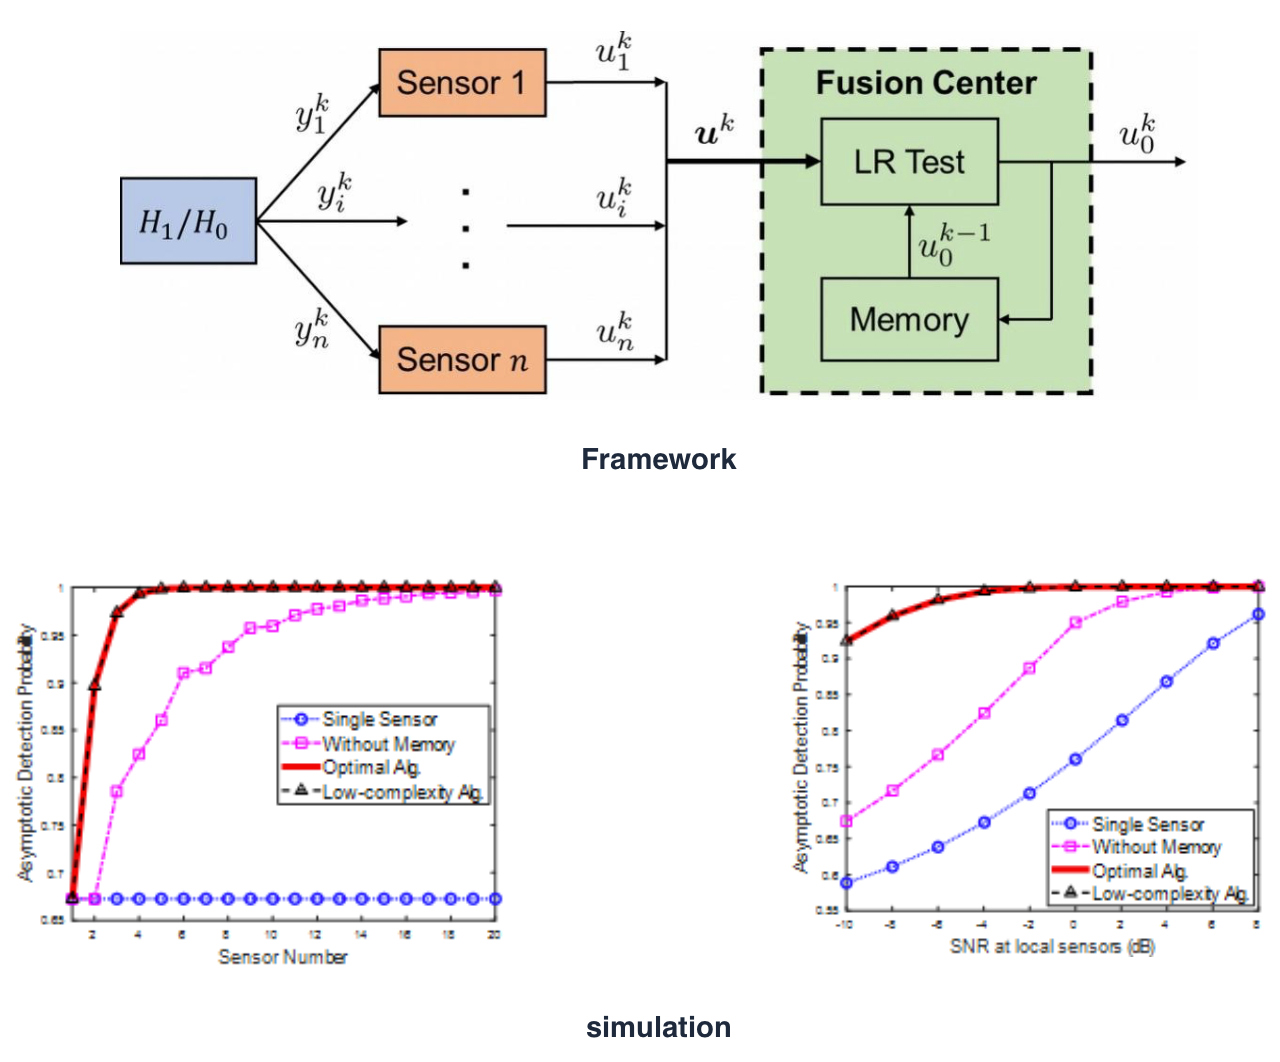 Sensor 1
u_1^k
y_1^k
H_1/H_0
y_i^k
u_i^k
y_n^k
Sensor n
u_n^k
u^k
Fusion Center
LR Test
u_0^k
u_0^{k-1}
Memory
Framework
Asymptotic Detection Probability
1
0.95
0.9
0.85
0.8
0.75
0.7
0.65
2 4 6 8 10 12 14 16 18 20
Sensor Number
Single Sensor
Without Memory
Optimal Alg.
Low-complexity Alg.
Asymptotic Detection Probability
1
0.95
0.9
0.85
0.8
0.75
0.7
0.65
0.6
0.55
-10 -8 -6 -4 -2 0 2 4 6 8
SNR at local sensors (dB)
Single Sensor
Without Memory
Optimal Alg.
Low-complexity Alg.
simulation